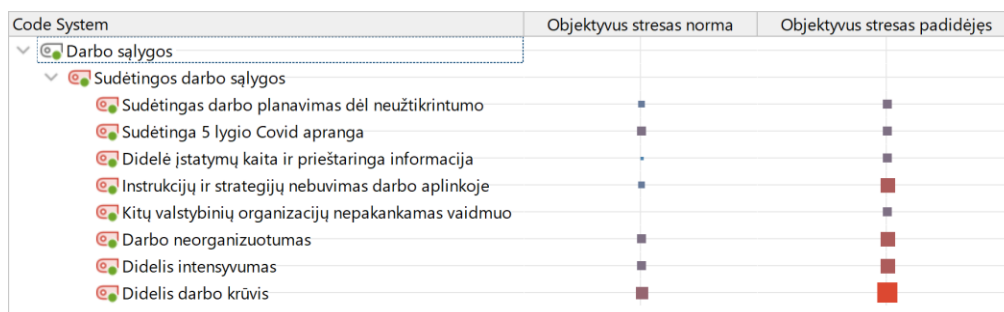 Code System Objektyvus stresas norma Objektyvus stresas padidėjęs
Darbo sąlygos
Sudėtingos darbo sąlygos
Sudėtingas darbo planavimas dėl neužtikrintumo
Sudėtinga 5 lygio Covid apranga
Didelė įstatymų kaita ir prieštaringa informacija
Instrukcijų ir strategijų nebuvimas darbo aplinkoje
Kitų valstybinių organizacijų nepakankamas vaidmuo
Darbo neorganizuotumas
Didelis intensyvumas
Didelis darbo krūvis